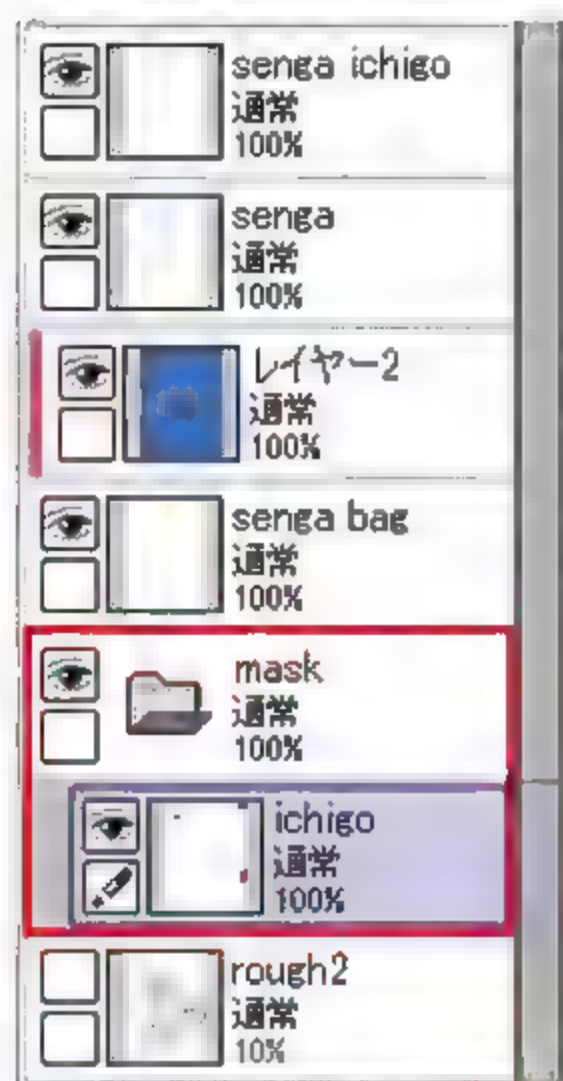 senga ichigo
通常
100%
senga
通常
100%
レイヤー2
通常
100%
senga bag
通常
100%
mask
通常
100%
ichigo
通常
100%
rough2
通常
10%